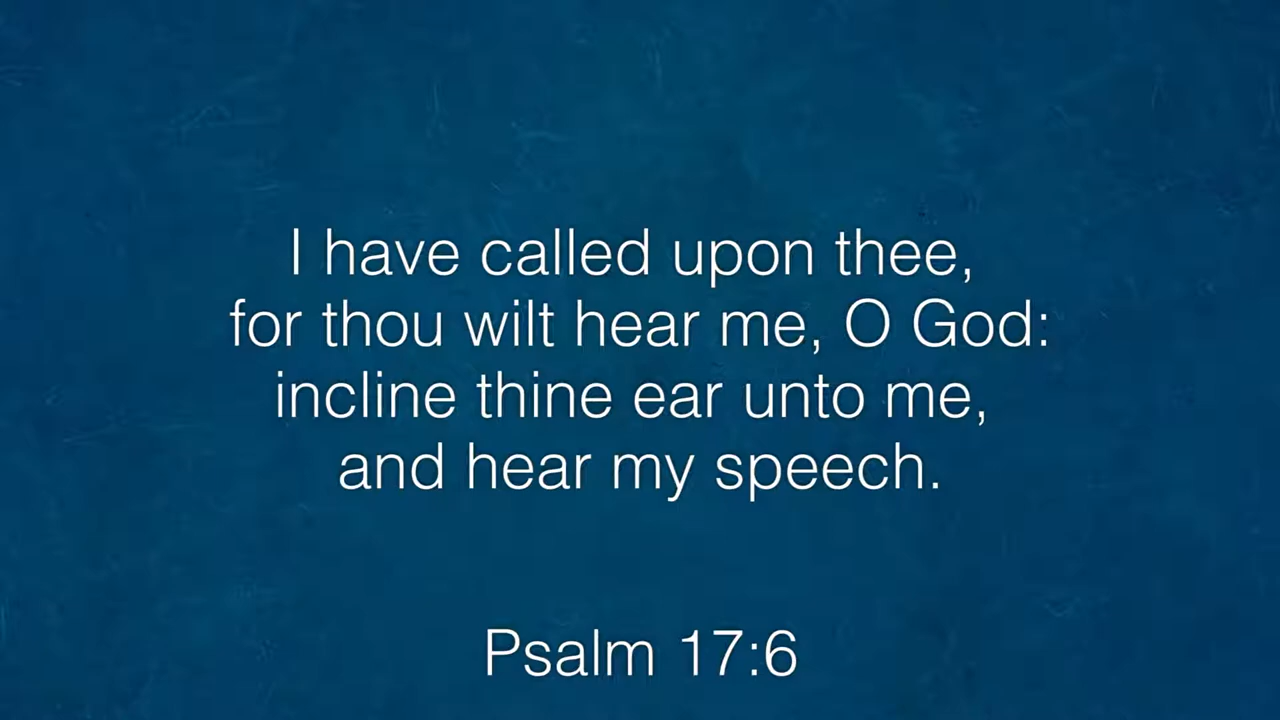 I have called upon thee,
for thou wilt hear me, O God:
incline thine ear unto me,
and hear my speech.
Psalm 17:6